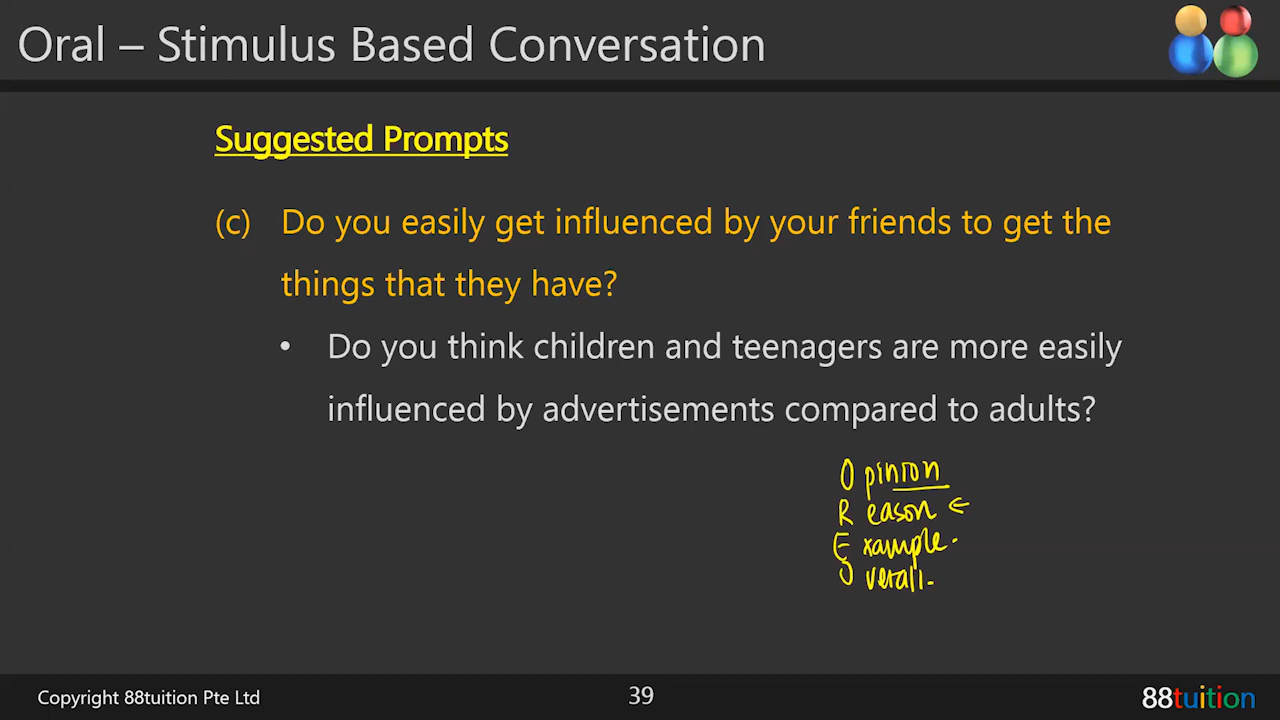 Oral – Stimulus Based Conversation
Suggested Prompts
(c) Do you easily get influenced by your friends to get the
things that they have?
• Do you think children and teenagers are more easily
influenced by advertisements compared to adults?
Opinion
Reason ←
Example.
Overall.
Copyright 88tuition Pte Ltd
39
88tuition